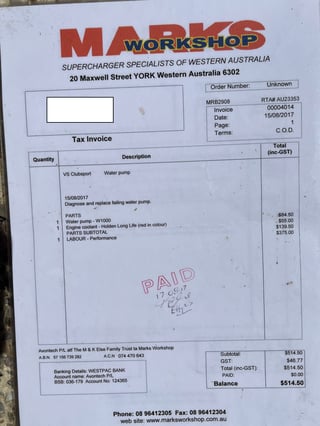 MARKS
WORKSHOP
SUPERCHARGER SPECIALISTS OF WESTERN AUSTRALIA
20 Maxwell Street YORK Western Australia 6302
Order Number: Unknown
MRB2908 RTA# AU23353
Invoice 00004014
Date: 15/08/2017
Page: 1
Terms: C.O.D.
Tax Invoice
Quantity Description Total
(inc-GST)
VS Clubsport Water pump
15/08/2017
Diagnose and replace failing water pump.
PARTS
1 Water pump - W1000 $84.50
1 Engine coolant - Holden Long Life (red in colour) $55.00
PARTS SUBTOTAL $139.50
1 LABOUR - Performance $375.00
PAID
Avontech P/L atf The M & K Else Family Trust t/a Marks Workshop
A.B.N. 57 156 739 282 A.C.N 074 470 643
Banking Details: WESTPAC BANK
Account name: Avontech P/L
BSB: 036-179 Account No: 124365
Subtotal: $514.50
GST: $46.77
Total (inc-GST): $514.50
PAID: $0.00
Balance $514.50
Phone: 08 96412305 Fax: 08 96412304
web site: www.marksworkshop.com.au